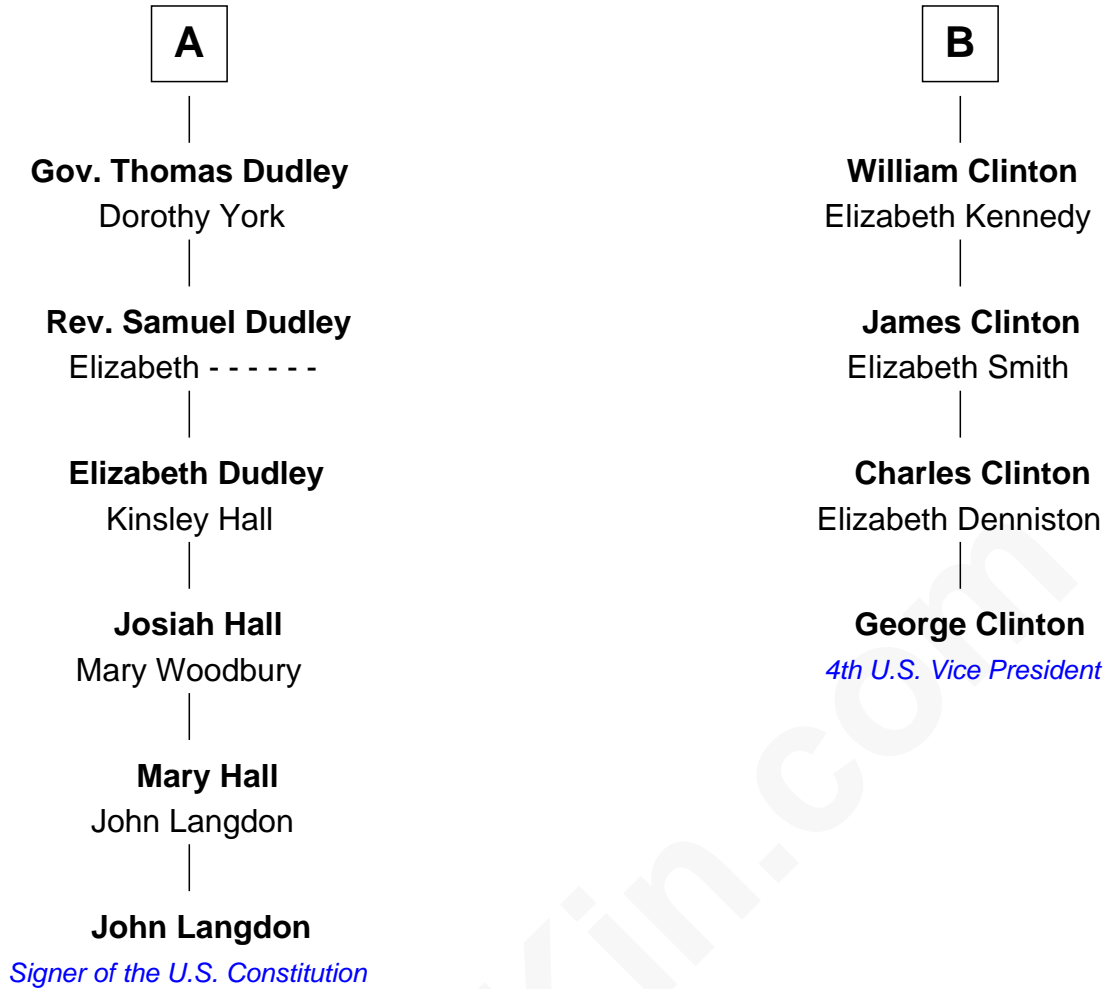 A
Gov. Thomas Dudley
Dorothy York
Rev. Samuel Dudley
Elizabeth - - - - - -
Elizabeth Dudley
Kinsley Hall
Josiah Hall
Mary Woodbury
Mary Hall
John Langdon
John Langdon
Signer of the U.S. Constitution
B
William Clinton
Elizabeth Kennedy
James Clinton
Elizabeth Smith
Charles Clinton
Elizabeth Denniston
George Clinton
4th U.S. Vice President
Kin.com